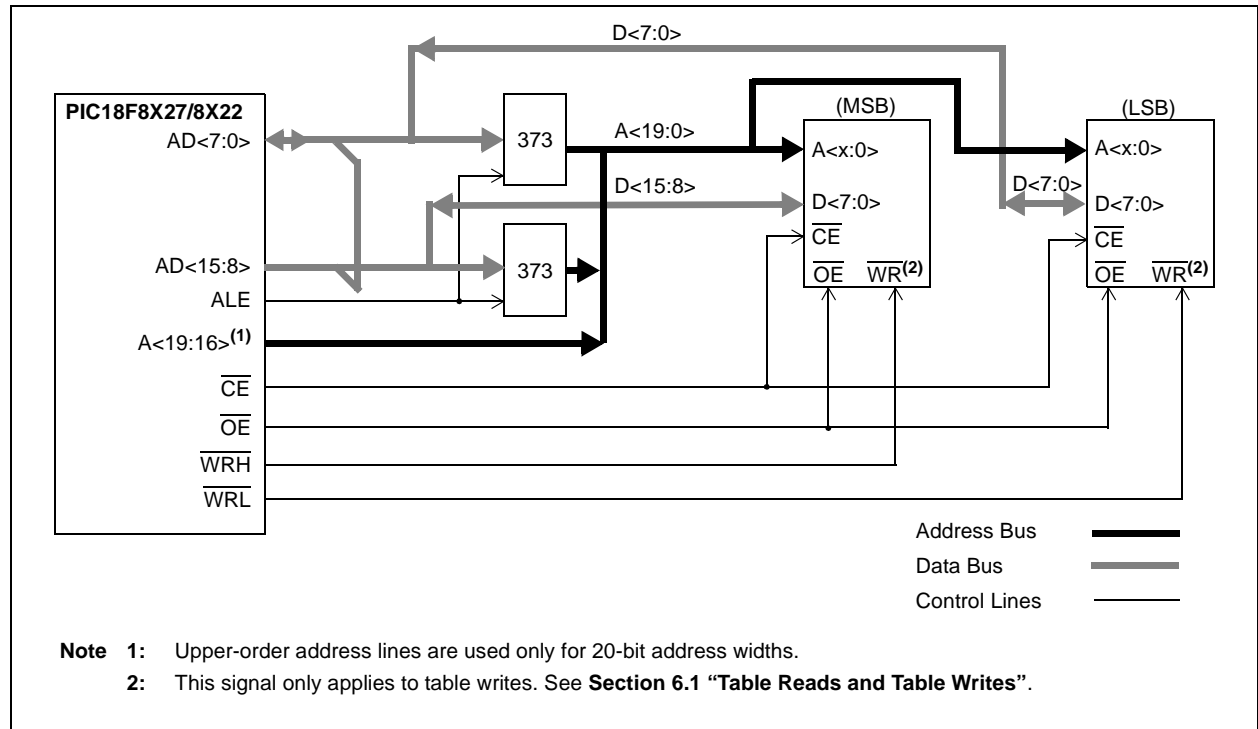 D<7:0>
PIC18F8X27/8X22
AD<7:0>
373
A<19:0>
D<15:8>
(MSB)
A<x:0>
D<7:0>
CE
OE WR(2)
(LSB)
A<x:0>
D<7:0>
D<7:0>
CE
OE WR(2)
AD<15:8>
373
ALE
A<19:16>(1)
CE
OE
WRH
WRL
Address Bus
Data Bus
Control Lines
Note 1: Upper-order address lines are used only for 20-bit address widths.
2: This signal only applies to table writes. See Section 6.1 “Table Reads and Table Writes”.